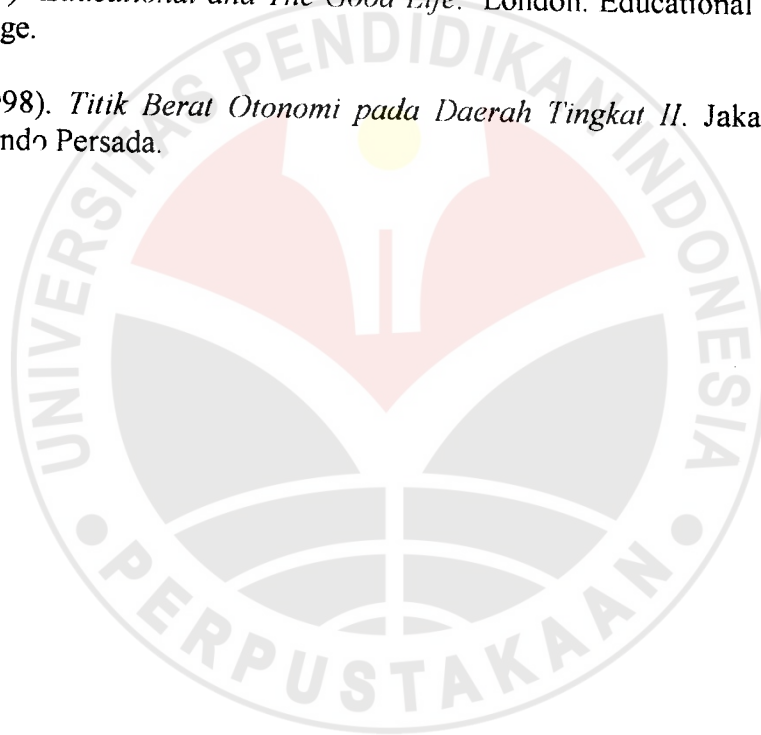 Educational and The Good Life. London. Educational
ge.
98). Titik Berat Otonomi pada Daerah Tingkat II. Jaka
ndo Persada.
UNIVERSITAS PENDIDIKAN INDONESIA
PERPUSTAKAAN